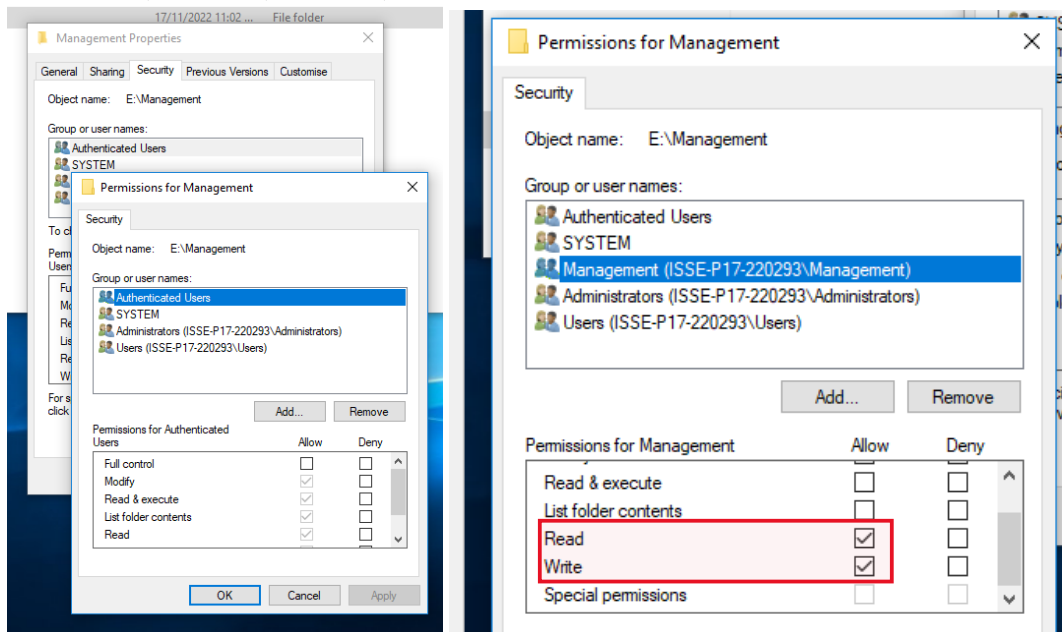 17/11/2022 11:02 ... File folder
Management Properties
General Sharing Security Previous Versions Customise
Object name: E:\Management
Group or user names:
Authenticated Users
SYSTEM
To cl
Perm
User
Fu
Mo
Re
Lis
Re
W
For s
click
Permissions for Management
Security
Object name: E:\Management
Group or user names:
Authenticated Users
SYSTEM
Administrators (ISSE-P17-220293\Administrators)
Users (ISSE-P17-220293\Users)
Add... Remove
Permissions for Authenticated
Users Allow Deny
Full control
Modify
Read & execute
List folder contents
Read
OK Cancel Apply
Permissions for Management
Security
Object name: E:\Management
Group or user names:
Authenticated Users
SYSTEM
Management (ISSE-P17-220293\Management)
Administrators (ISSE-P17-220293\Administrators)
Users (ISSE-P17-220293\Users)
Add... Remove
Permissions for Management Allow Deny
Read & execute
List folder contents
Read
Write
Special permissions